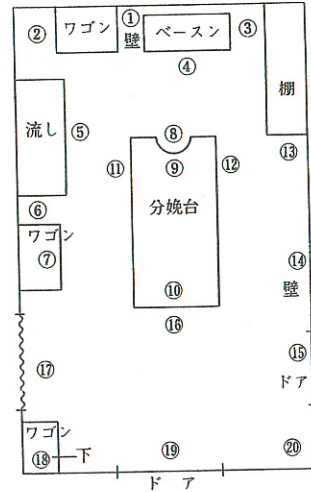 ①
② ワゴン 壁 ベースン ③
④
棚
流し ⑤
⑧
⑪ ⑨ ⑫ ⑬
分娩台
⑥
ワゴン
⑦
⑩
⑭
壁
⑯
⑮
⑰
ドア
ワゴン
⑱ 下
⑲ ⑳
ドア